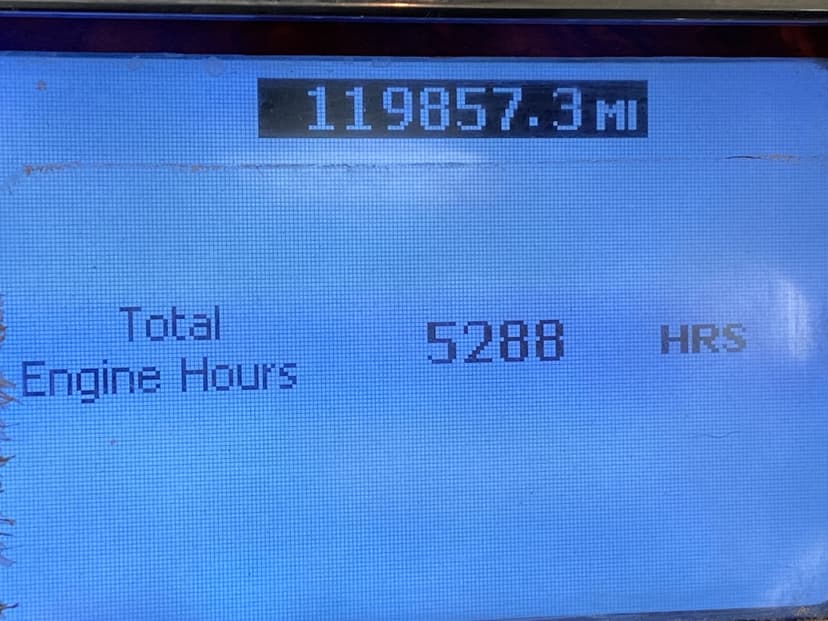 119857.3 MI
Total
Engine Hours 5288 HRS